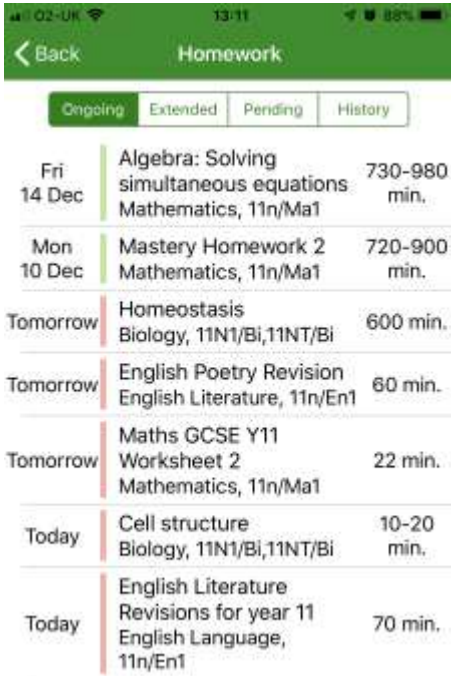 O2-UK 13:11 88%
Back Homework
Ongoing Extended Pending History
Fri
14 Dec
Algebra: Solving
simultaneous equations
Mathematics, 11n/Ma1
730-980
min.
Mon
10 Dec
Mastery Homework 2
Mathematics, 11n/Ma1
720-900
min.
Tomorrow
Homeostasis
Biology, 11N1/Bi,11NT/Bi
600 min.
Tomorrow
English Poetry Revision
English Literature, 11n/En1
60 min.
Tomorrow
Maths GCSE Y11
Worksheet 2
Mathematics, 11n/Ma1
22 min.
Today
Cell structure
Biology, 11N1/Bi,11NT/Bi
10-20
min.
Today
English Literature
Revisions for year 11
English Language,
11n/En1
70 min.